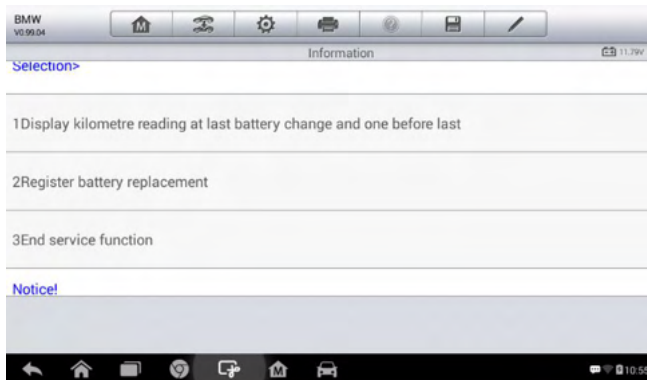 BMW
V0.99.04
Information
11.79V
Selection>
1Display kilometre reading at last battery change and one before last
2Register battery replacement
3End service function
Notice!
10:55